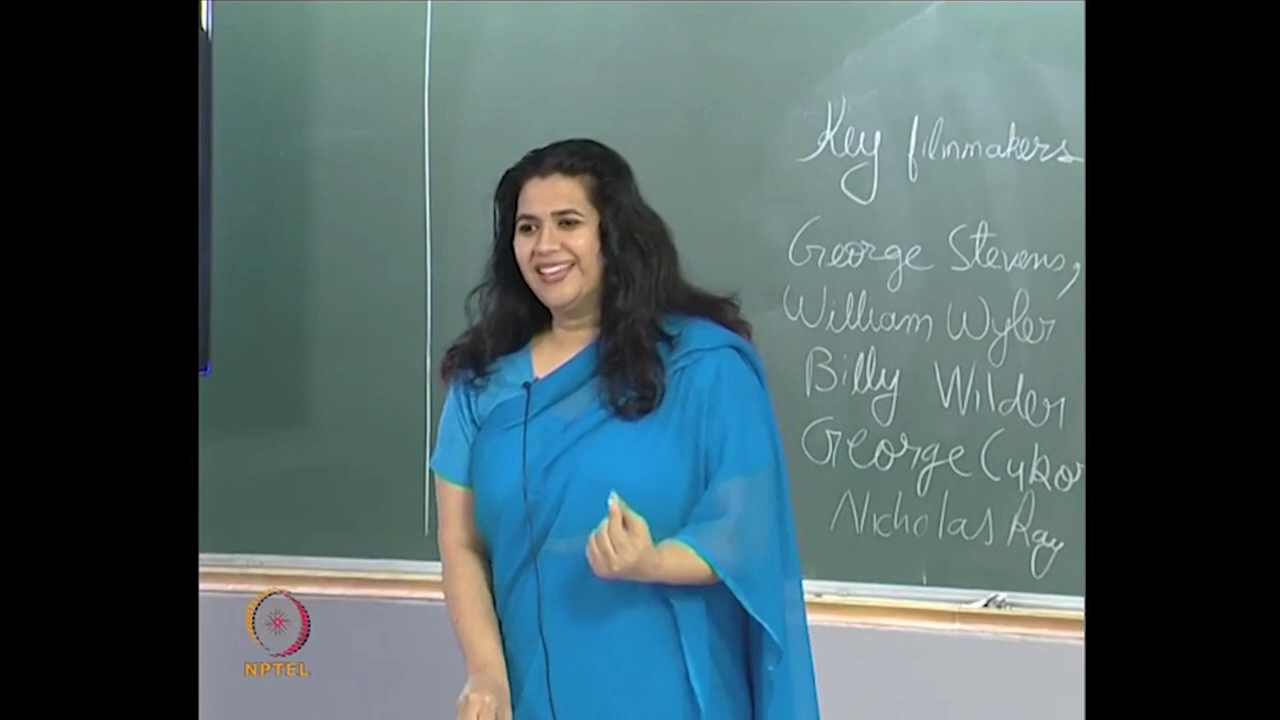 Key filmmakers
George Stevens,
William Wyler
Billy Wilder
George Cukor
Nicholas Ray
NPTEL